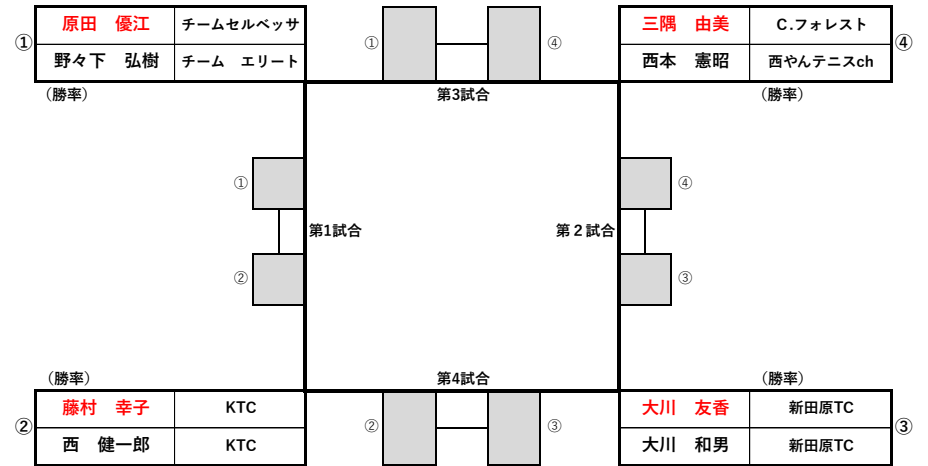 ① 原田　優江 チームセルベッサ
野々下　弘樹 チーム　エリート
（勝率）
① ④
第3試合
三隅　由美 C.フォレスト ④
西本　憲昭 西やんテニスch
（勝率）
①
第1試合
②
④
第２試合
③
（勝率）
第4試合
（勝率）
② 藤村　幸子 KTC
西　健一郎 KTC
② ③
大川　友香 新田原TC ③
大川　和男 新田原TC